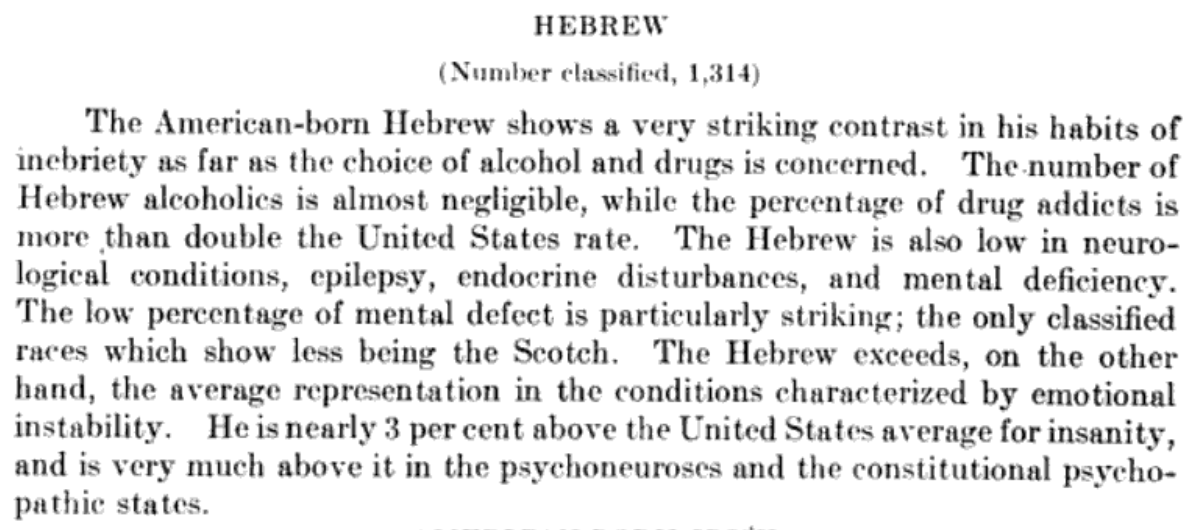 HEBREW
(Number classified, 1,314)
The American-born Hebrew shows a very striking contrast in his habits of
inebriety as far as the choice of alcohol and drugs is concerned. The number of
Hebrew alcoholics is almost negligible, while the percentage of drug addicts is
more than double the United States rate. The Hebrew is also low in neuro-
logical conditions, epilepsy, endocrine disturbances, and mental deficiency.
The low percentage of mental defect is particularly striking; the only classified
races which show less being the Scotch. The Hebrew exceeds, on the other
hand, the average representation in the conditions characterized by emotional
instability. He is nearly 3 per cent above the United States average for insanity,
and is very much above it in the psychoneuroses and the constitutional psycho-
pathic states.